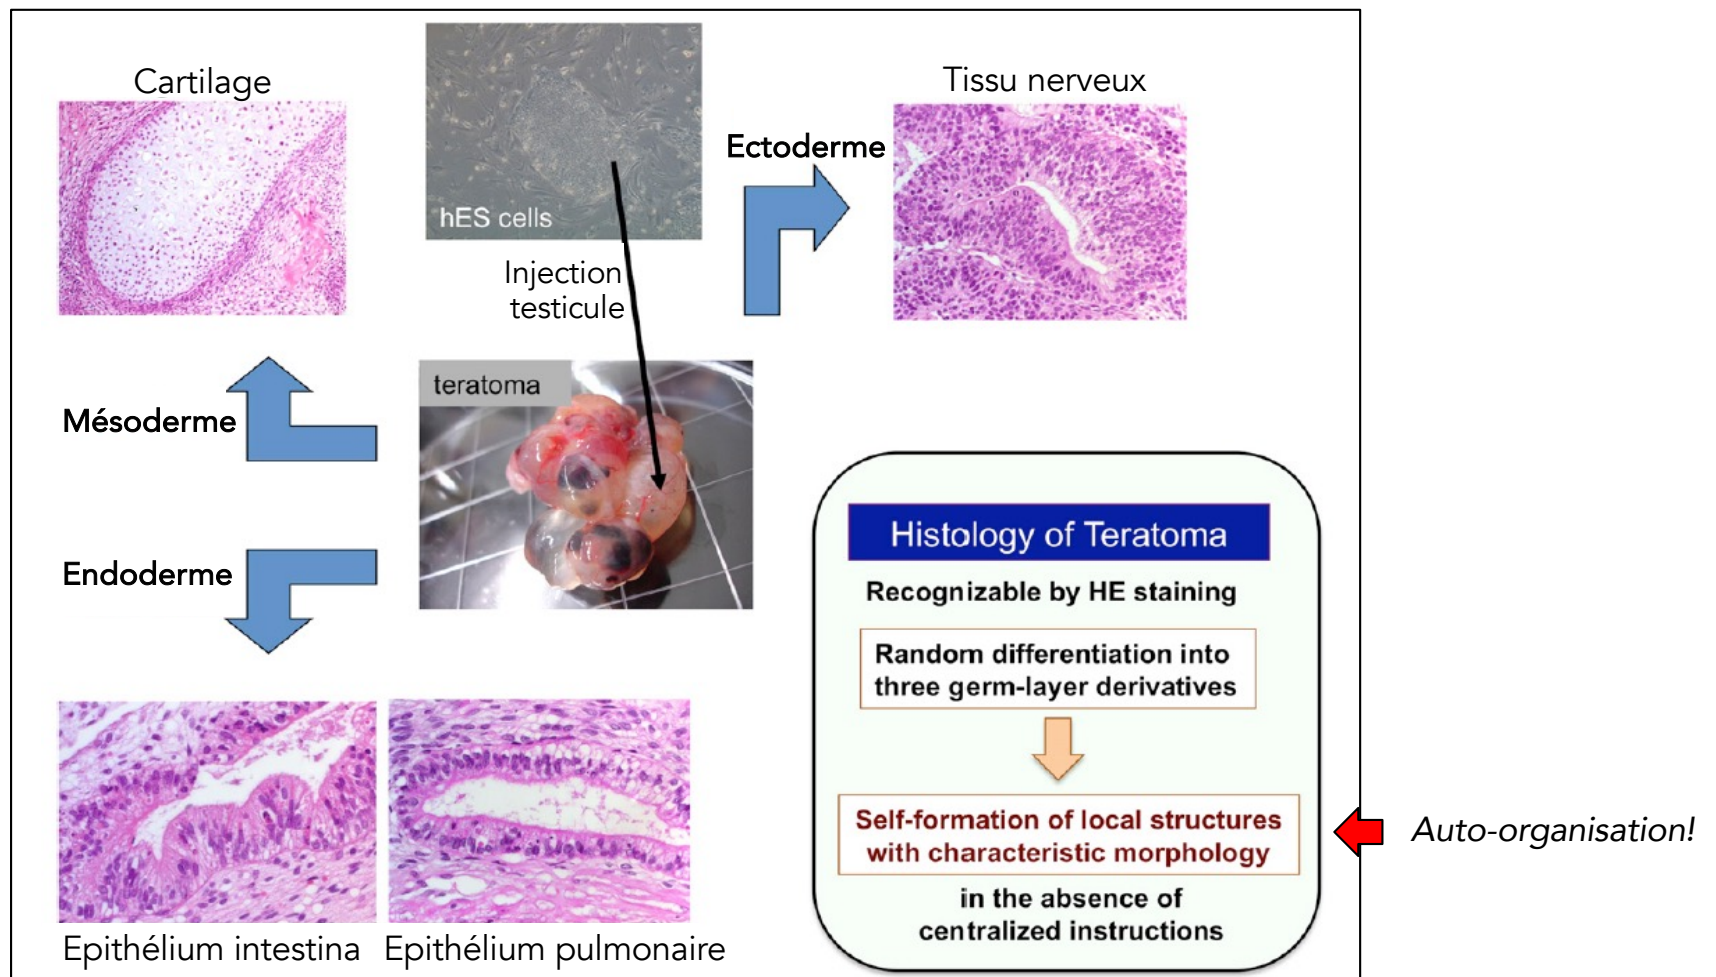 Cartilage
hES cells
Injection
testicule
Ectoderme
Tissu nerveux
Mésoderme
teratoma
Endoderme
Epithélium intestina
Epithélium pulmonaire
Histology of Teratoma
Recognizable by HE staining
Random differentiation into
three germ-layer derivatives
Self-formation of local structures
with characteristic morphology
in the absence of
centralized instructions
Auto-organisation!